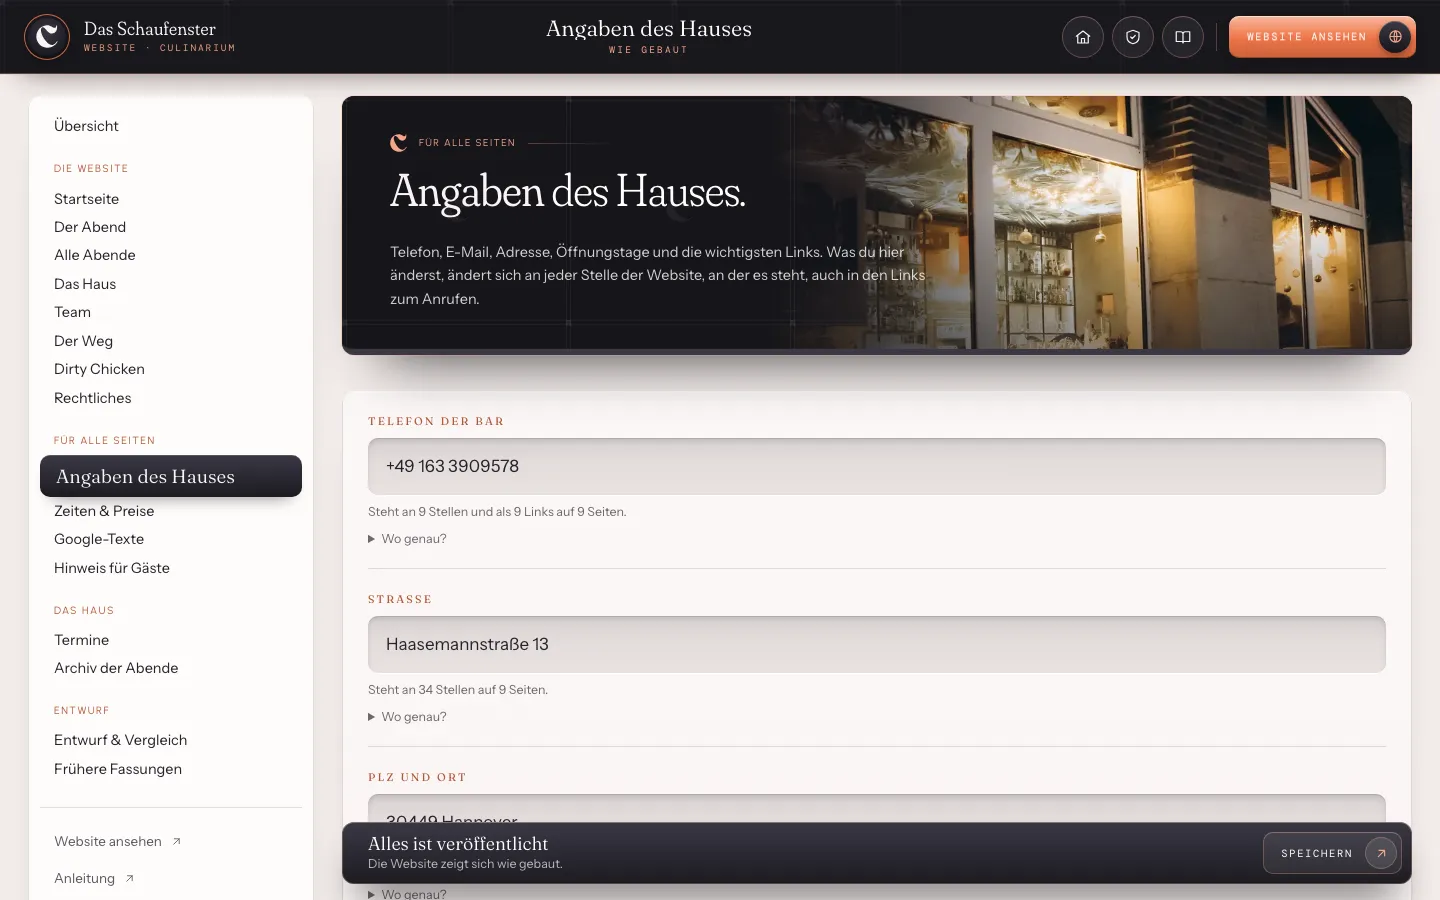 Das Schaufenster
WEBSITE · CULINARIUM
Angaben des Hauses
WIE GEBAUT
WEBSITE ANSEHEN
Übersicht
DIE WEBSITE
Startseite
Der Abend
Alle Abende
Das Haus
Team
Der Weg
Dirty Chicken
Rechtliches
FÜR ALLE SEITEN
Angaben des Hauses
Zeiten & Preise
Google-Texte
Hinweis für Gäste
DAS HAUS
Termine
Archiv der Abende
ENTWURF
Entwurf & Vergleich
Frühere Fassungen
Website ansehen
Anleitung
FÜR ALLE SEITEN
Angaben des Hauses.
Telefon, E-Mail, Adresse, Öffnungstage und die wichtigsten Links. Was du hier
änderst, ändert sich an jeder Stelle der Website, an der es steht, auch in den Links
zum Anrufen.
TELEFON DER BAR
+49 163 3909578
Steht an 9 Stellen und als 9 Links auf 9 Seiten.
Wo genau?
STRASSE
Haasemannstraße 13
Steht an 34 Stellen auf 9 Seiten.
Wo genau?
PLZ UND ORT
30449 Hannover
Alles ist veröffentlicht
Die Website zeigt sich wie gebaut.
SPEICHERN
Wo genau?